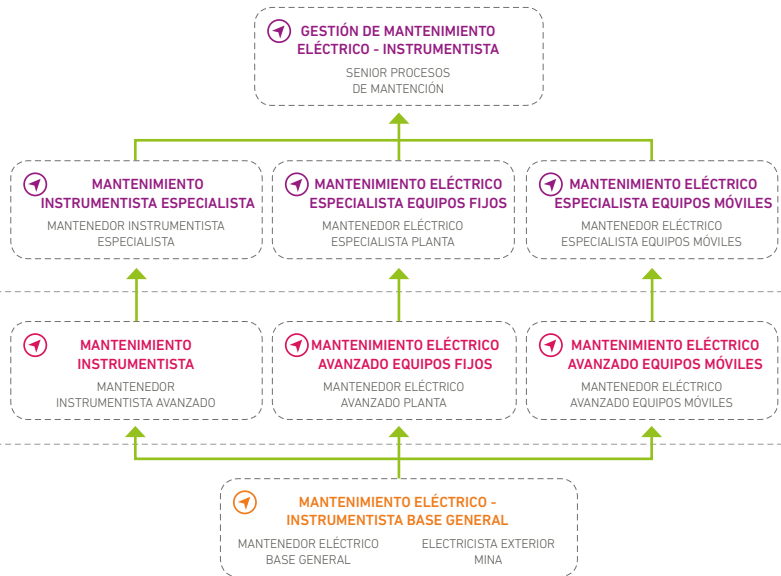 GESTIÓN DE MANTENIMIENTO
ELÉCTRICO - INSTRUMENTISTA
SENIOR PROCESOS
DE MANTENCIÓN
MANTENIMIENTO
INSTRUMENTISTA ESPECIALISTA
MANTENEDOR INSTRUMENTISTA
ESPECIALISTA
MANTENIMIENTO ELÉCTRICO
ESPECIALISTA EQUIPOS FIJOS
MANTENEDOR ELÉCTRICO
ESPECIALISTA PLANTA
MANTENIMIENTO ELÉCTRICO
ESPECIALISTA EQUIPOS MÓVILES
MANTENEDOR ELÉCTRICO
ESPECIALISTA EQUIPOS MÓVILES
MANTENIMIENTO
INSTRUMENTISTA
MANTENEDOR
INSTRUMENTISTA AVANZADO
MANTENIMIENTO ELÉCTRICO
AVANZADO EQUIPOS FIJOS
MANTENEDOR ELÉCTRICO
AVANZADO PLANTA
MANTENIMIENTO ELÉCTRICO
AVANZADO EQUIPOS MÓVILES
MANTENEDOR ELÉCTRICO
AVANZADO EQUIPOS MÓVILES
MANTENIMIENTO ELÉCTRICO -
INSTRUMENTISTA BASE GENERAL
MANTENEDOR ELÉCTRICO
BASE GENERAL
ELECTRICISTA EXTERIOR
MINA